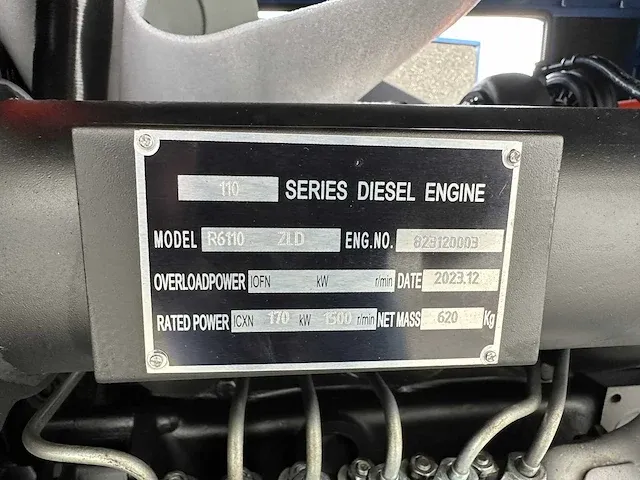 110 SERIES DIESEL ENGINE
MODEL R6110 ZLD ENG.NO. 823120003
OVERLOADPOWER IOFN kW r/min DATE 2023.12
RATED POWER ICXN 170 kW 1500 r/min NET MASS 620 Kg